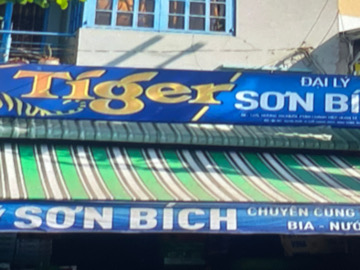 Tiger
ĐẠI LÝ
SƠN BÍ
SƠN BÍCH
CHUYÊN CUNG
BIA - NƯỚ